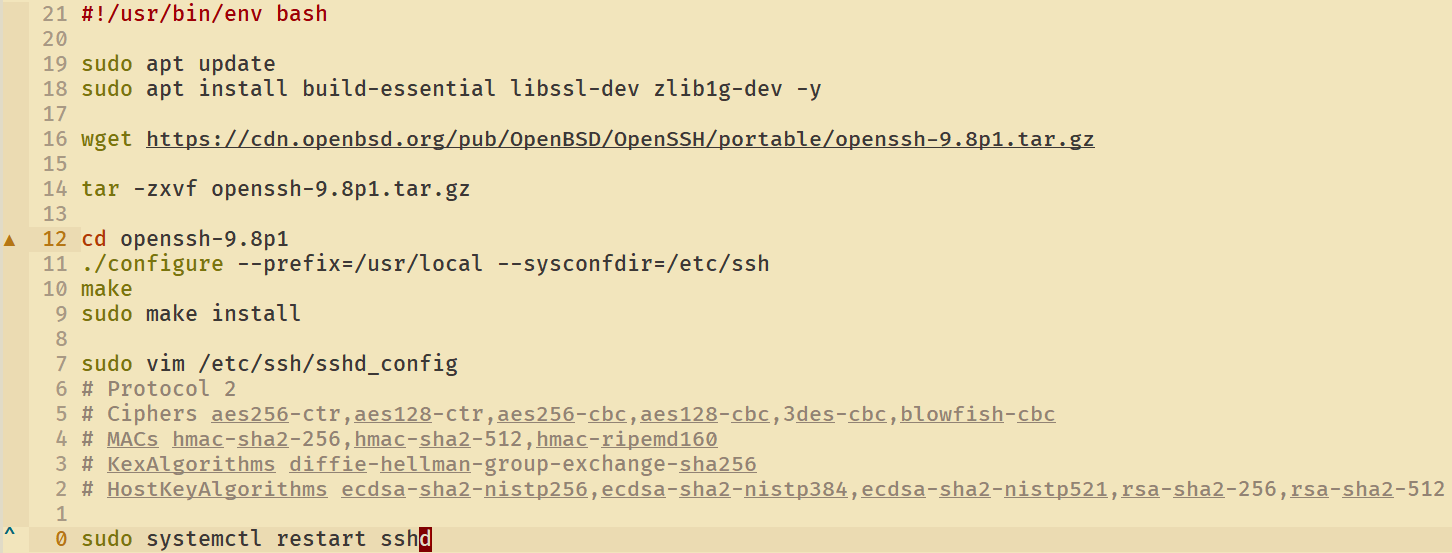 21 #!/usr/bin/env bash
20
19 sudo apt update
18 sudo apt install build-essential libssl-dev zlib1g-dev -y
17
16 wget https://cdn.openbsd.org/pub/OpenBSD/OpenSSH/portable/openssh-9.8p1.tar.gz
15
14 tar -zxvf openssh-9.8p1.tar.gz
13
▲ 12 cd openssh-9.8p1
11 ./configure --prefix=/usr/local --sysconfdir=/etc/ssh
10 make
9 sudo make install
8
7 sudo vim /etc/ssh/sshd_config
6 # Protocol 2
5 # Ciphers aes256-ctr,aes128-ctr,aes256-cbc,aes128-cbc,3des-cbc,blowfish-cbc
4 # MACs hmac-sha2-256,hmac-sha2-512,hmac-ripemd160
3 # KexAlgorithms diffie-hellman-group-exchange-sha256
2 # HostKeyAlgorithms ecdsa-sha2-nistp256,ecdsa-sha2-nistp384,ecdsa-sha2-nistp521,rsa-sha2-256,rsa-sha2-512
1
^ 0 sudo systemctl restart sshd